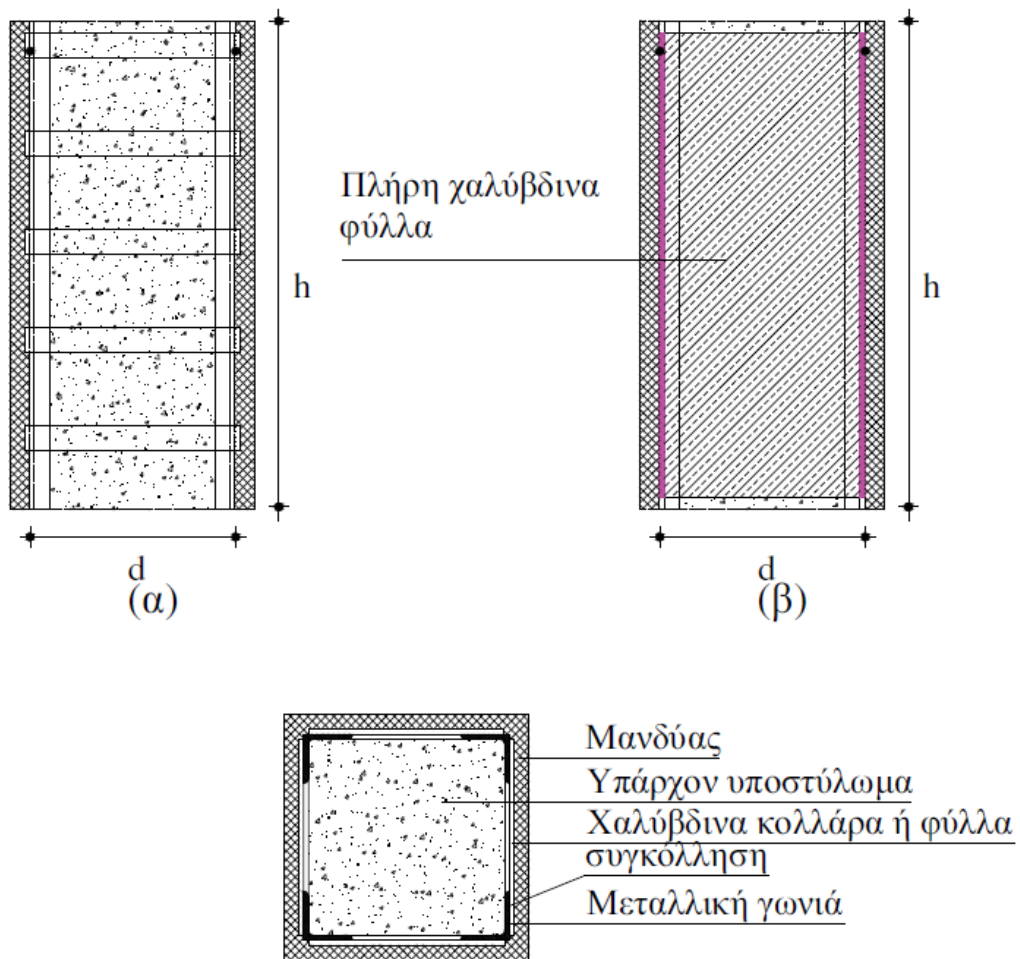 Πλήρη χαλύβδινα
φύλλα
h
h
d
(α)
d
(β)
Μανδύας
Υπάρχον υποστύλωμα
Χαλύβδινα κολλάρα ή φύλλα
συγκόλληση
Μεταλλική γωνιά